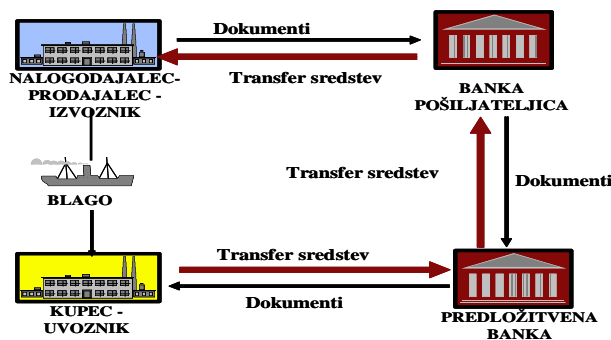 Dokumenti
Transfer sredstev
NALOGODAJALEC-
PRODAJALEC -
IZVOZNIK
BANKA
POŠILJATELJICA
Transfer sredstev
Dokumenti
BLAGO
Transfer sredstev
Dokumenti
KUPEC -
UVOZNIK
PREDLOŽITVENA
BANKA